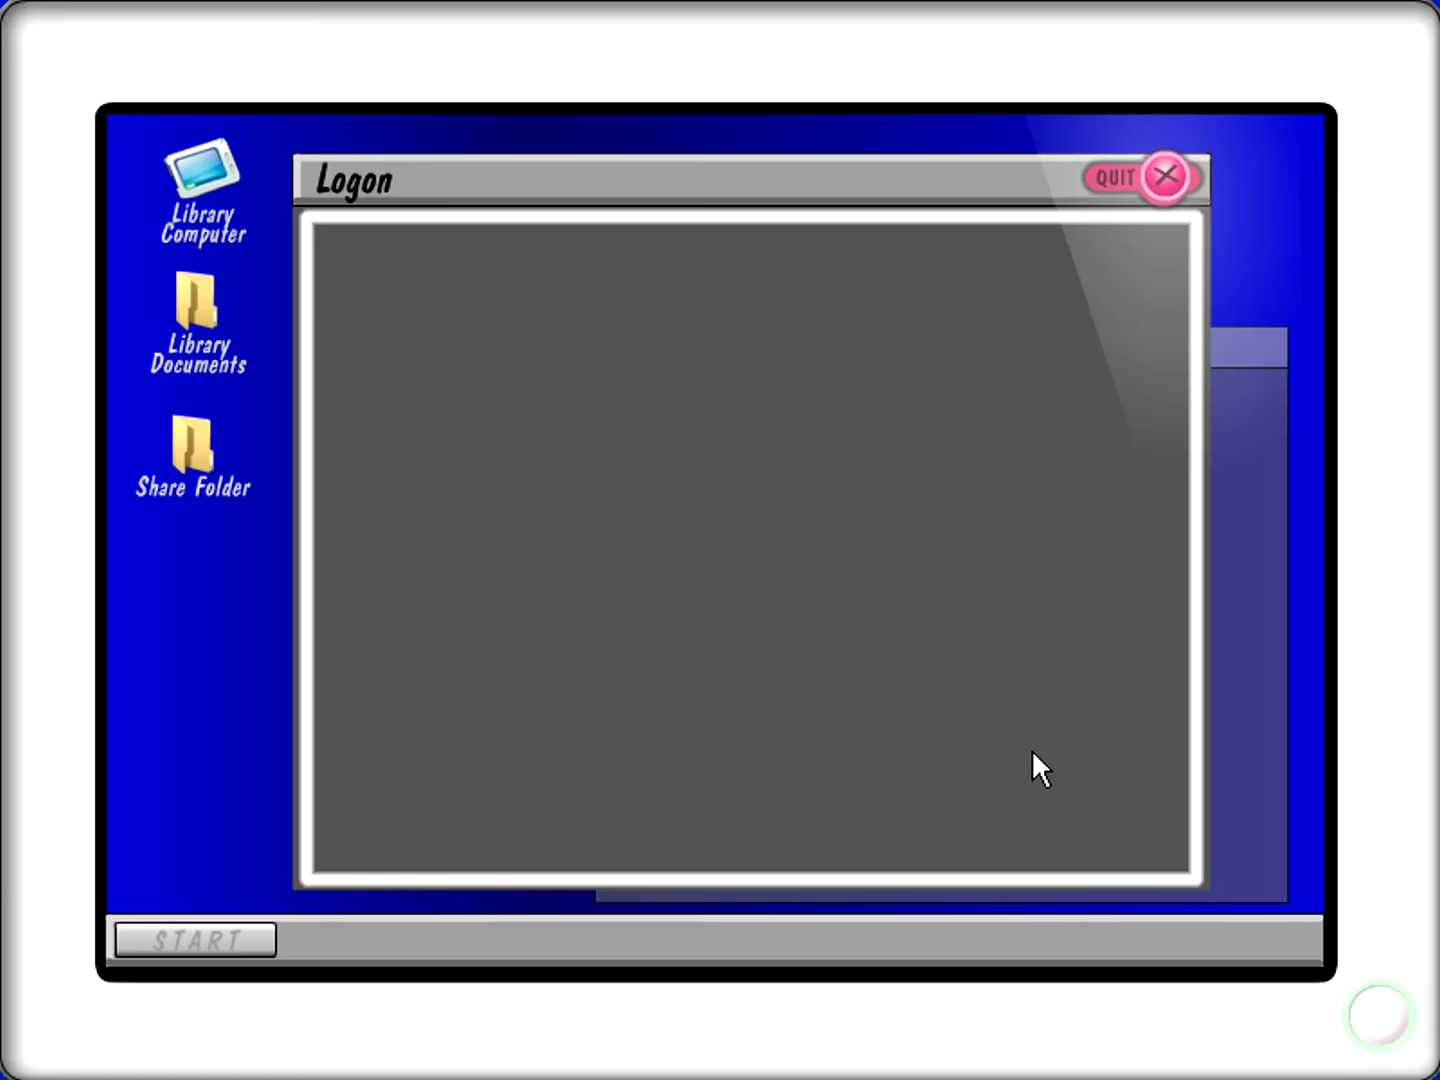 Logon
QUIT
Library
Computer
Library
Documents
Share Folder
START